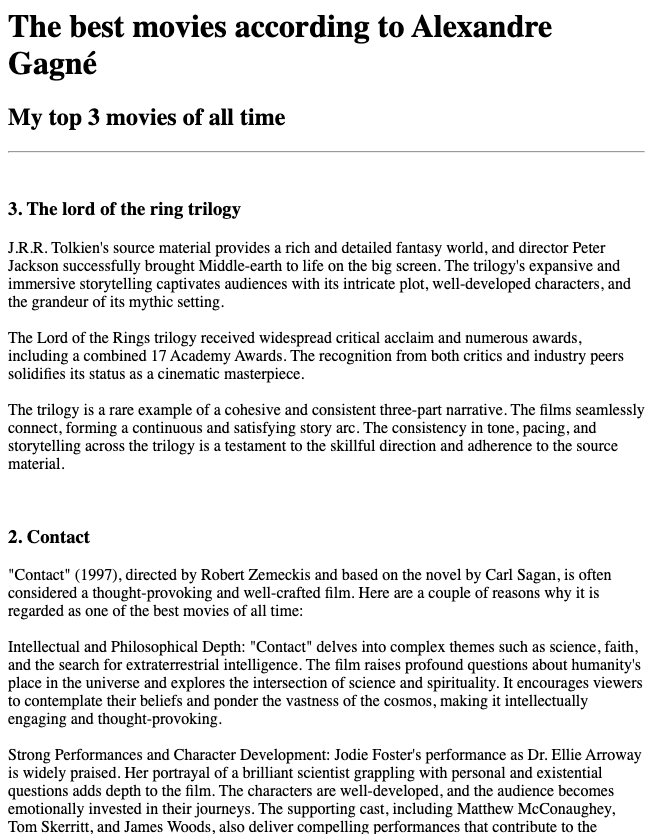 The best movies according to Alexandre
Gagné
My top 3 movies of all time
3. The lord of the ring trilogy
J.R.R. Tolkien's source material provides a rich and detailed fantasy world, and director Peter
Jackson successfully brought Middle-earth to life on the big screen. The trilogy's expansive and
immersive storytelling captivates audiences with its intricate plot, well-developed characters, and
the grandeur of its mythic setting.
The Lord of the Rings trilogy received widespread critical acclaim and numerous awards,
including a combined 17 Academy Awards. The recognition from both critics and industry peers
solidifies its status as a cinematic masterpiece.
The trilogy is a rare example of a cohesive and consistent three-part narrative. The films seamlessly
connect, forming a continuous and satisfying story arc. The consistency in tone, pacing, and
storytelling across the trilogy is a testament to the skillful direction and adherence to the source
material.
2. Contact
"Contact" (1997), directed by Robert Zemeckis and based on the novel by Carl Sagan, is often
considered a thought-provoking and well-crafted film. Here are a couple of reasons why it is
regarded as one of the best movies of all time:
Intellectual and Philosophical Depth: "Contact" delves into complex themes such as science, faith,
and the search for extraterrestrial intelligence. The film raises profound questions about humanity's
place in the universe and explores the intersection of science and spirituality. It encourages viewers
to contemplate their beliefs and ponder the vastness of the cosmos, making it intellectually
engaging and thought-provoking.
Strong Performances and Character Development: Jodie Foster's performance as Dr. Ellie Arroway
is widely praised. Her portrayal of a brilliant scientist grappling with personal and existential
questions adds depth to the film. The characters are well-developed, and the audience becomes
emotionally invested in their journeys. The supporting cast, including Matthew McConaughey,
Tom Skerritt, and James Woods, also deliver compelling performances that contribute to the